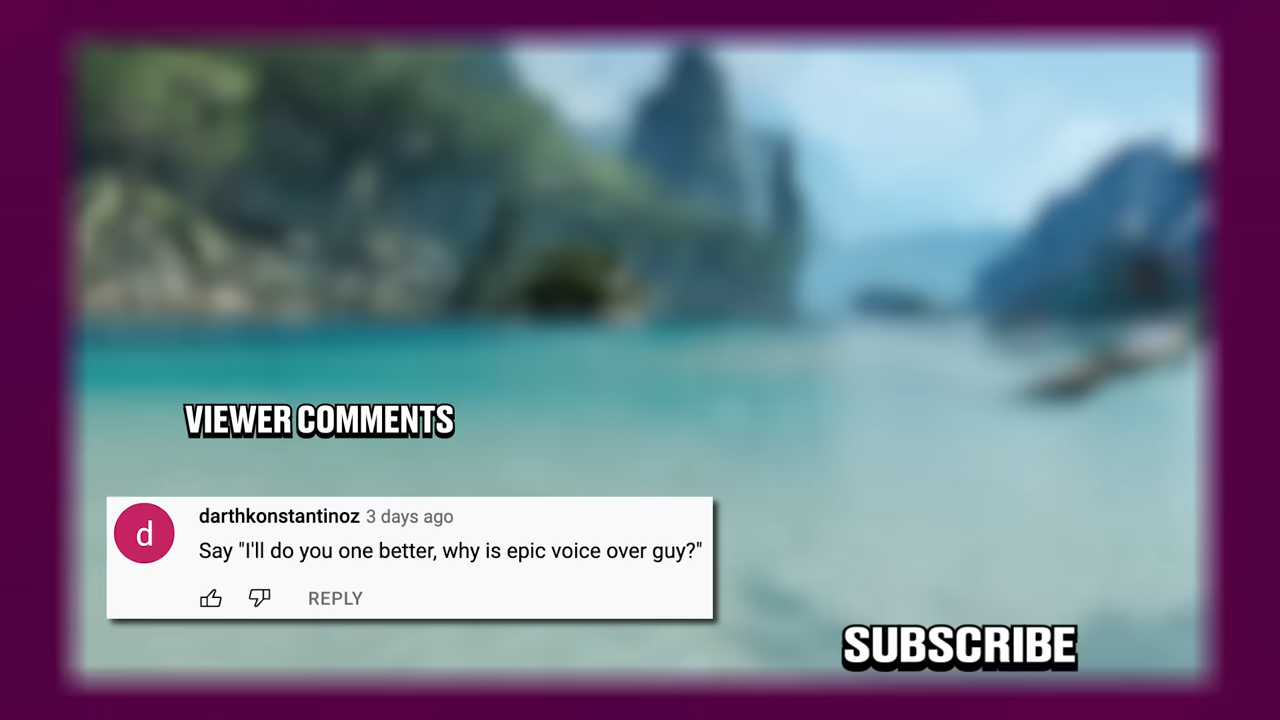 VIEWER COMMENTS
d
darthkonstantinoz 3 days ago
Say "I'll do you one better, why is epic voice over guy?"
REPLY
SUBSCRIBE